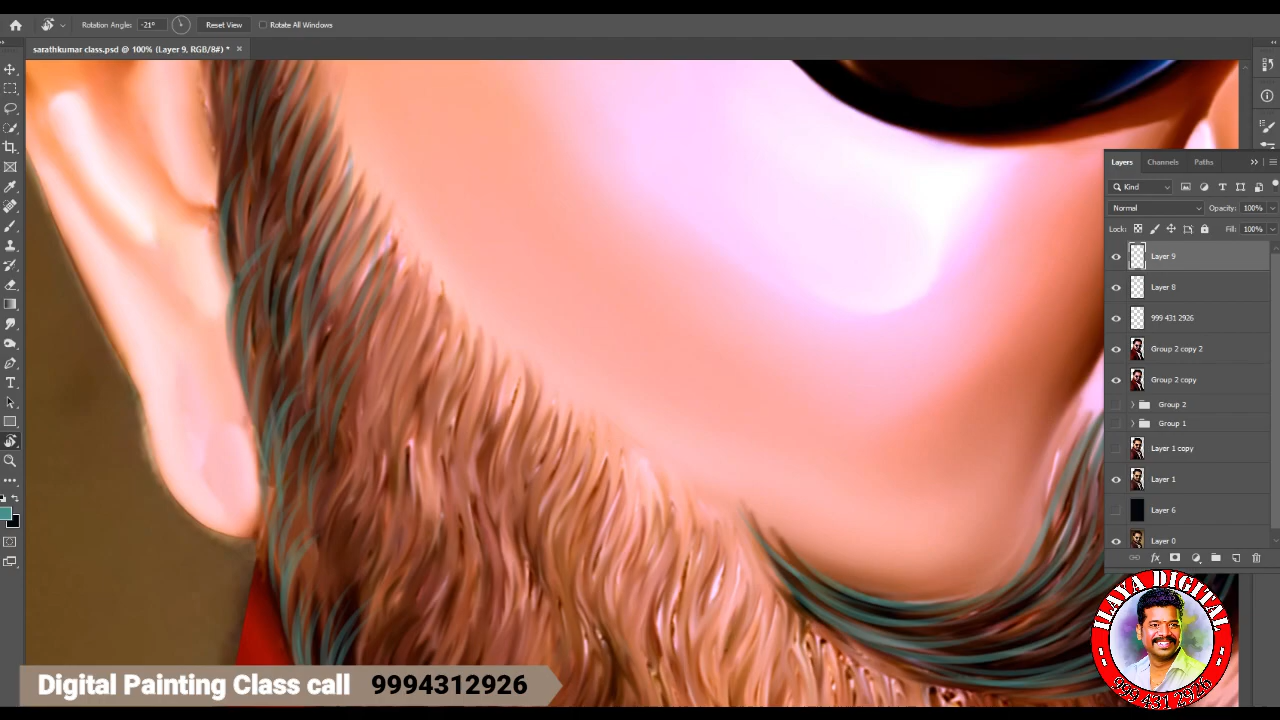 Rotation Angle: -21° Reset View Rotate All Windows
sarathkumar class.psd @ 100% (Layer 9, RGB/8#) * ×
Layers Channels Paths
Kind
Normal Opacity: 100%
Lock: Fill: 100%
Layer 9
Layer 8
999 431 2926
Group 2 copy 2
Group 2 copy
Group 2
Group 1
Layer 1 copy
Layer 1
Layer 6
Layer 0
ILAYA DIGITAL
999 431 2926
Digital Painting Class call 9994312926